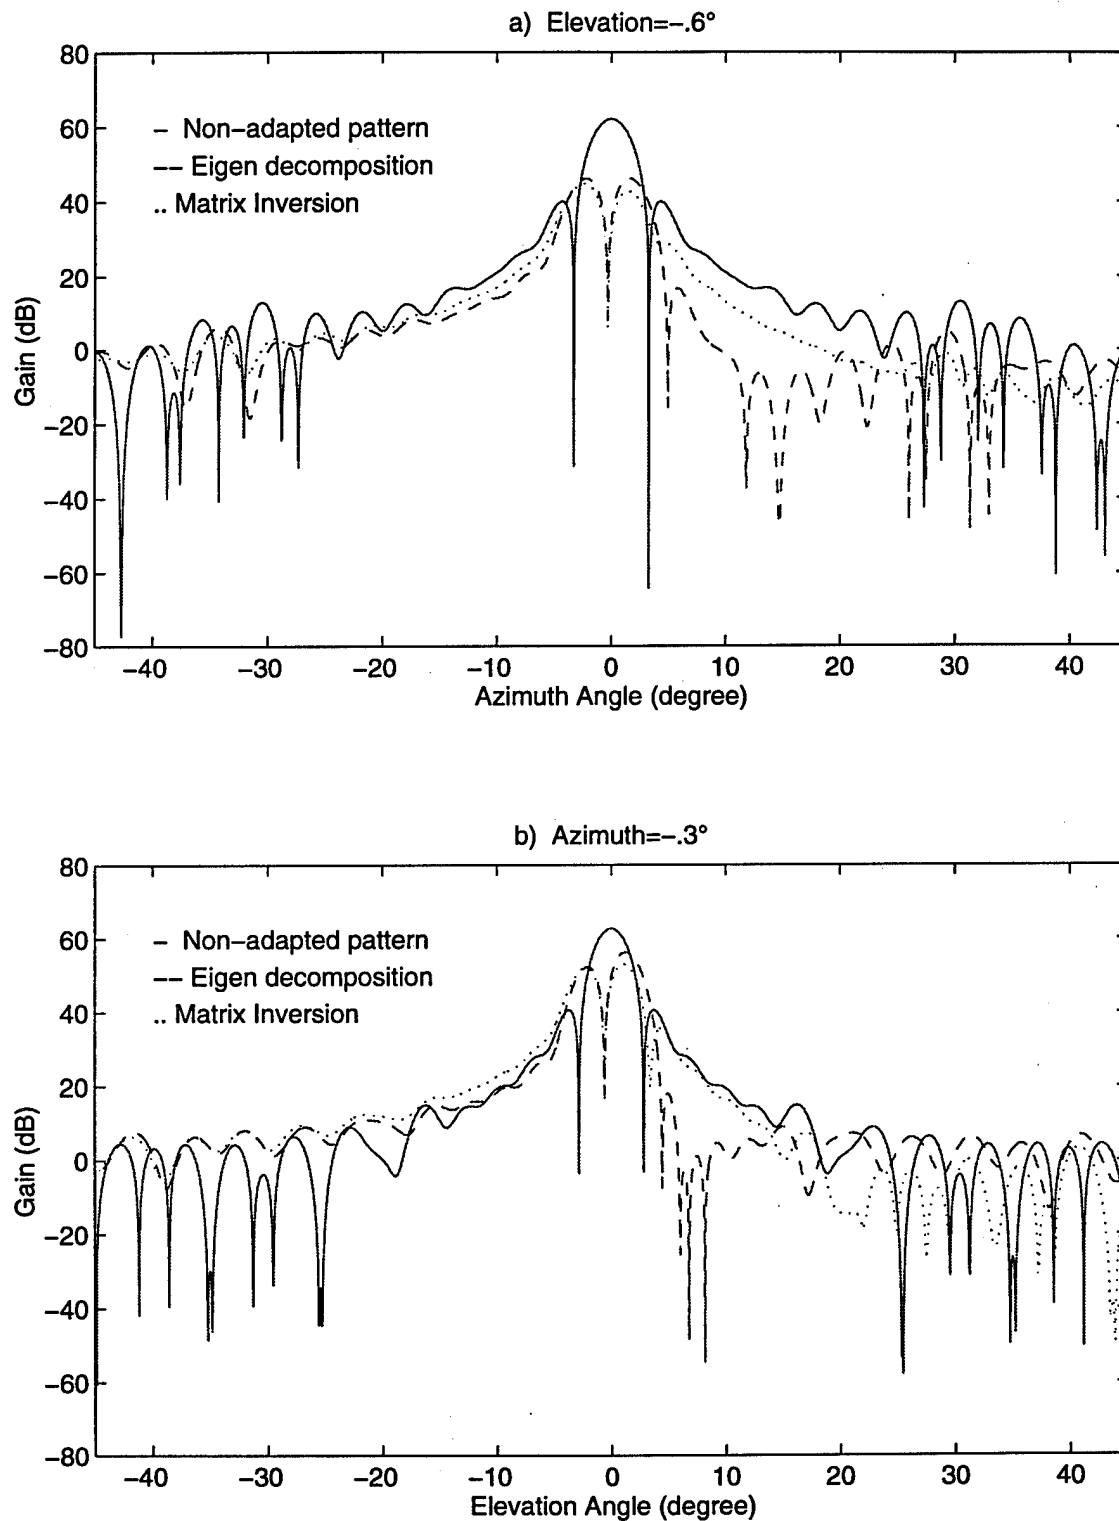 a) Elevation=-.6°
80
60
40
20
0
-20
-40
-60
-80
Gain (dB)
- Non-adapted pattern
-- Eigen decomposition
.. Matrix Inversion
-40 -30 -20 -10 0 10 20 30 40
Azimuth Angle (degree)
b) Azimuth=-.3°
80
60
40
20
0
-20
-40
-60
-80
Gain (dB)
- Non-adapted pattern
-- Eigen decomposition
.. Matrix Inversion
-40 -30 -20 -10 0 10 20 30 40
Elevation Angle (degree)